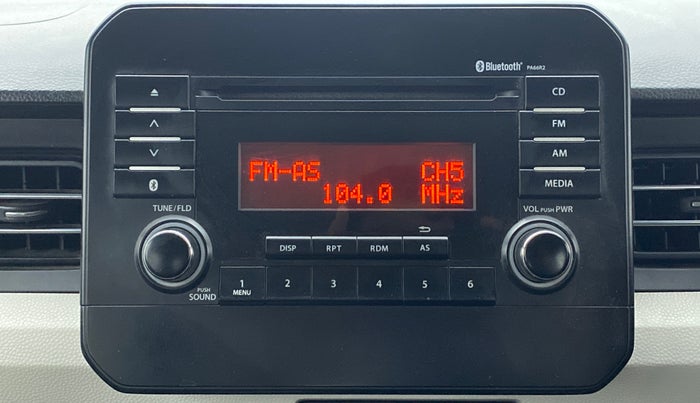 Bluetooth® PA66R2
CD
FM
AM
MEDIA
FM-AS CH5
104.0 MHz
TUNE/FLD
VOL PUSH PWR
DISP RPT RDM AS
PUSH
SOUND
1 2 3 4 5 6
MENU